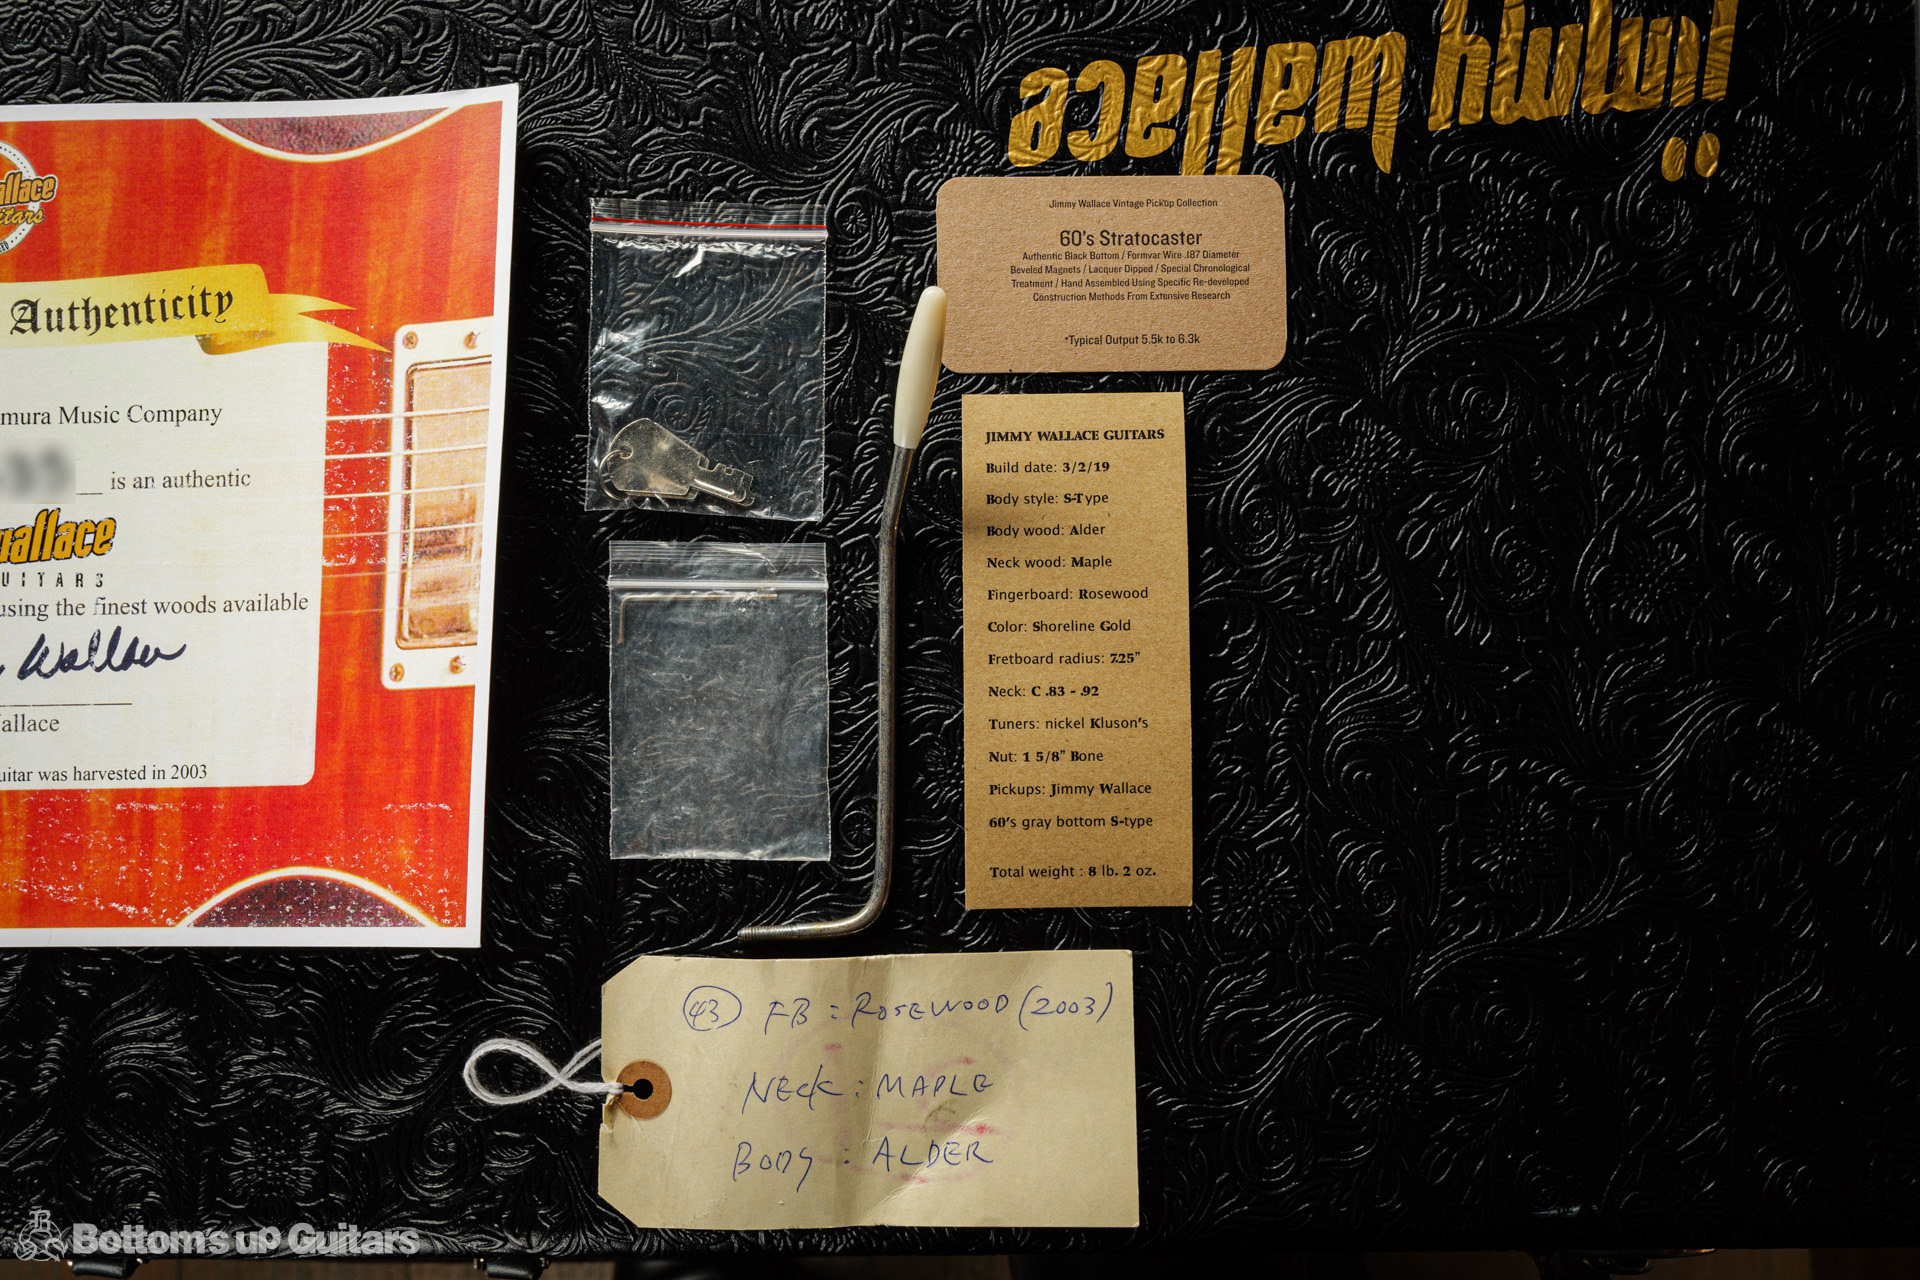 jimmy wallace
allace
itars
Authenticity
mura Music Company
is an authentic
wallace
UITARS
using the finest woods available
Wallace
allace
uitar was harvested in 2003
Jimmy Wallace Vintage Pickup Collection
60's Stratocaster
Authentic Black Bottom / Formvar Wire .187 Diameter
Beveled Magnets / Lacquer Dipped / Special Chronological
Treatment / Hand Assembled Using Specific Re-developed
Construction Methods From Extensive Research
*Typical Output 5.5k to 6.3k
JIMMY WALLACE GUITARS
Build date: 3/2/19
Body style: S-Type
Body wood: Alder
Neck wood: Maple
Fingerboard: Rosewood
Color: Shoreline Gold
Fretboard radius: 7.25"
Neck: C .83 - .92
Tuners: nickel Kluson's
Nut: 1 5/8" Bone
Pickups: Jimmy Wallace
60's gray bottom S-type
Total weight : 8 lb. 2 oz.
43 FB : ROSEWOOD (2003)
NECK : MAPLE
BODY : ALDER
Bottom's up Guitars